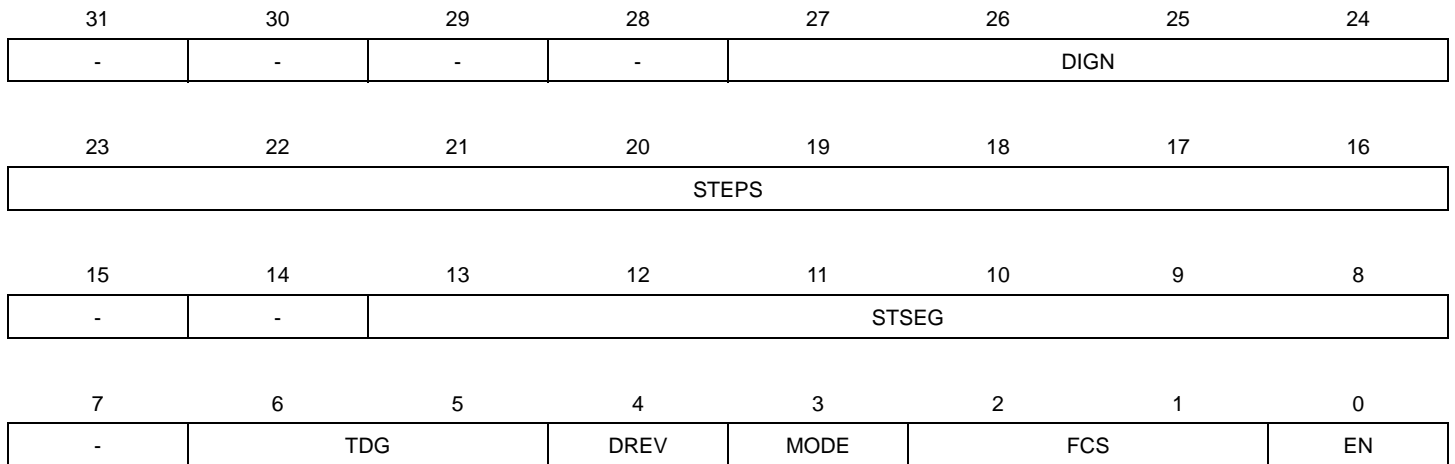 31 30 29 28 27 26 25 24
- - - - DIGN
23 22 21 20 19 18 17 16
STEPS
15 14 13 12 11 10 9 8
- - STSEG
7 6 5 4 3 2 1 0
- TDG DREV MODE FCS EN